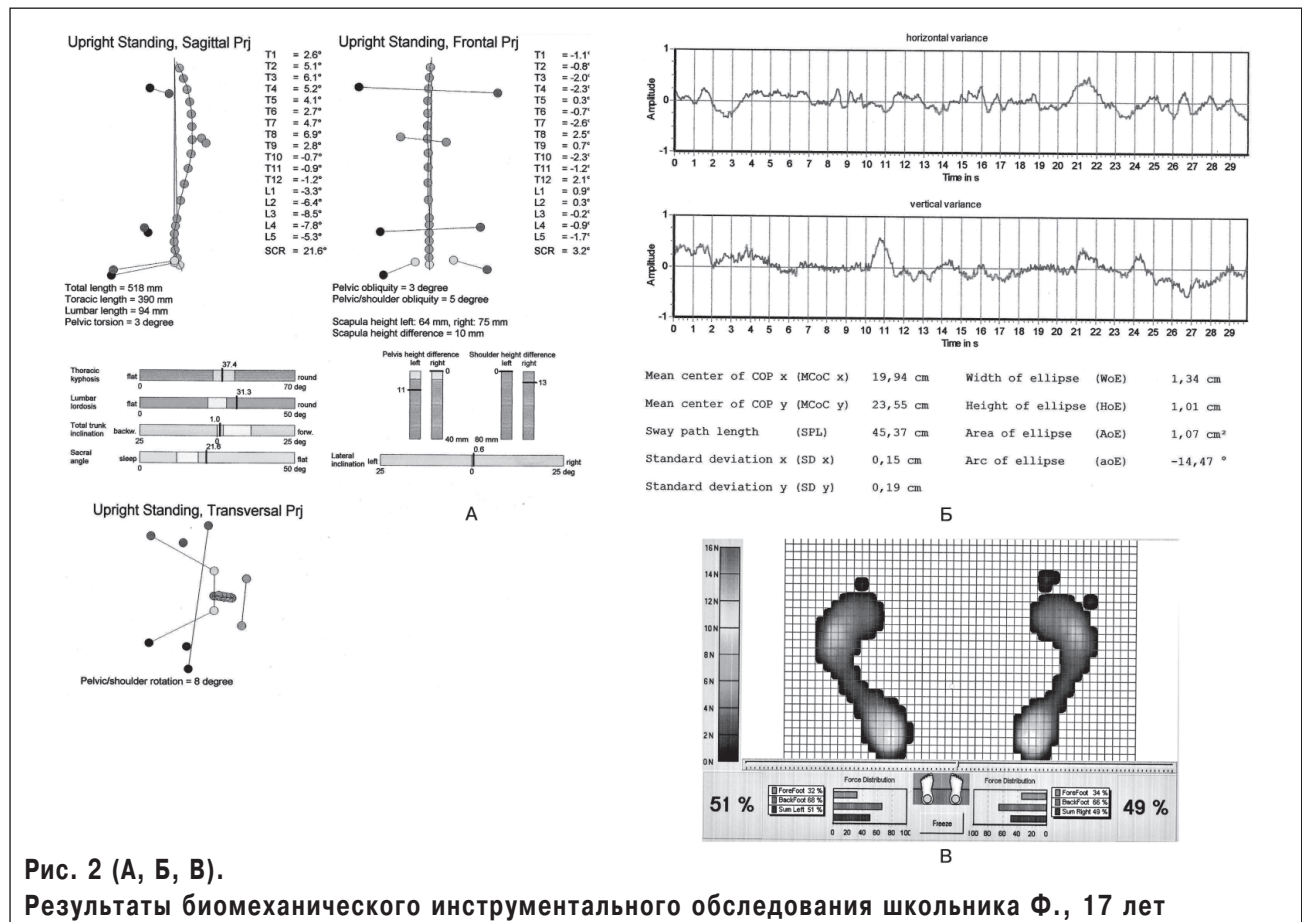 Upright Standing, Sagittal Prj
T1 = 2.6°
T2 = 5.1°
T3 = 6.1°
T4 = 5.2°
T5 = 4.1°
T6 = 2.7°
T7 = 4.7°
T8 = 6.9°
T9 = 2.8°
T10 = -0.7°
T11 = -0.9°
T12 = -1.2°
L1 = -3.3°
L2 = -6.4°
L3 = -8.5°
L4 = -7.8°
L5 = -5.3°
SCR = 21.6°
Total length = 518 mm
Toracic length = 390 mm
Lumbar length = 94 mm
Pelvic torsion = 3 degree
Upright Standing, Frontal Prj
T1 = -1.1°
T2 = -0.8°
T3 = -2.0°
T4 = -2.3°
T5 = 0.3°
T6 = -0.7°
T7 = -2.6°
T8 = 2.5°
T9 = 0.7°
T10 = -2.3°
T11 = -1.2°
T12 = 2.1°
L1 = 0.9°
L2 = 0.3°
L3 = -0.2°
L4 = -0.9°
L5 = -1.7°
SCR = 3.2°
Pelvic obliquity = 3 degree
Pelvic/shoulder obliquity = 5 degree
Scapula height left: 64 mm, right: 75 mm
Scapula height difference = 10 mm
37.4
Thoracic kyphosis flat round
0 70 deg
31.3
Lumbar lordosis flat round
0 50 deg
1.0
Total trunk inclination backw. forw.
25 0 25 deg
21.6
Sacral angle sleep flat
0 50 deg
Pelvis height difference
left right
0
11
40 mm
Shoulder height difference
left right
0
13
80 mm
0.6
Lateral inclination left right
25 0 25 deg
Upright Standing, Transversal Prj
Pelvic/shoulder rotation = 8 degree
А
horizontal variance
Amplitude
1
0
-1
0 1 2 3 4 5 6 7 8 9 10 11 12 13 14 15 16 17 18 19 20 21 22 23 24 25 26 27 28 29
Time in s
vertical variance
Amplitude
1
0
-1
0 1 2 3 4 5 6 7 8 9 10 11 12 13 14 15 16 17 18 19 20 21 22 23 24 25 26 27 28 29
Time in s
Mean center of COP x (MCoC x) 19,94 cm Width of ellipse (WoE) 1,34 cm
Mean center of COP y (MCoC y) 23,55 cm Height of ellipse (HoE) 1,01 cm
Sway path length (SPL) 45,37 cm Area of ellipse (AoE) 1,07 cm²
Standard deviation x (SD x) 0,15 cm Arc of ellipse (aoE) -14,47 °
Standard deviation y (SD y) 0,19 cm
Б
16 N
14 N
12 N
10 N
8 N
6 N
4 N
2 N
0 N
51 %
ForeFoot 32 %
BackFoot 68 %
Sum Left 51 %
Force Distribution
0 20 40 60 80 100
Freeze
Force Distribution
100 80 60 40 20 0
ForeFoot 34 %
BackFoot 66 %
Sum Right 49 %
49 %
В
Рис. 2 (А, Б, В).
Результаты биомеханического инструментального обследования школьника Ф., 17 лет